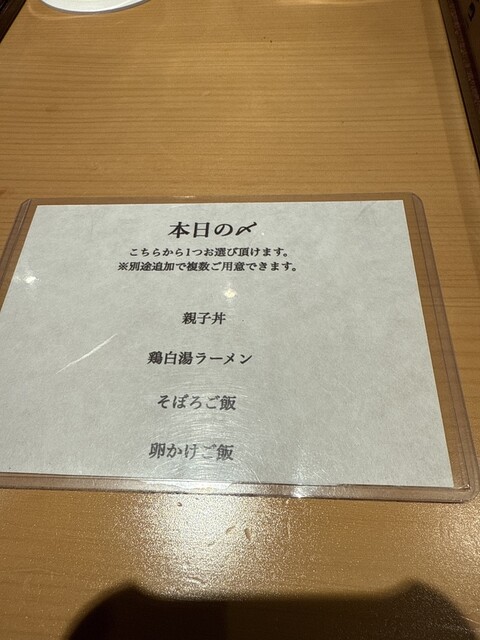 本日の〆
こちらから1つお選び頂けます。
※別途追加で複数ご用意できます。
親子丼
鶏白湯ラーメン
そぼろご飯
卵かけご飯